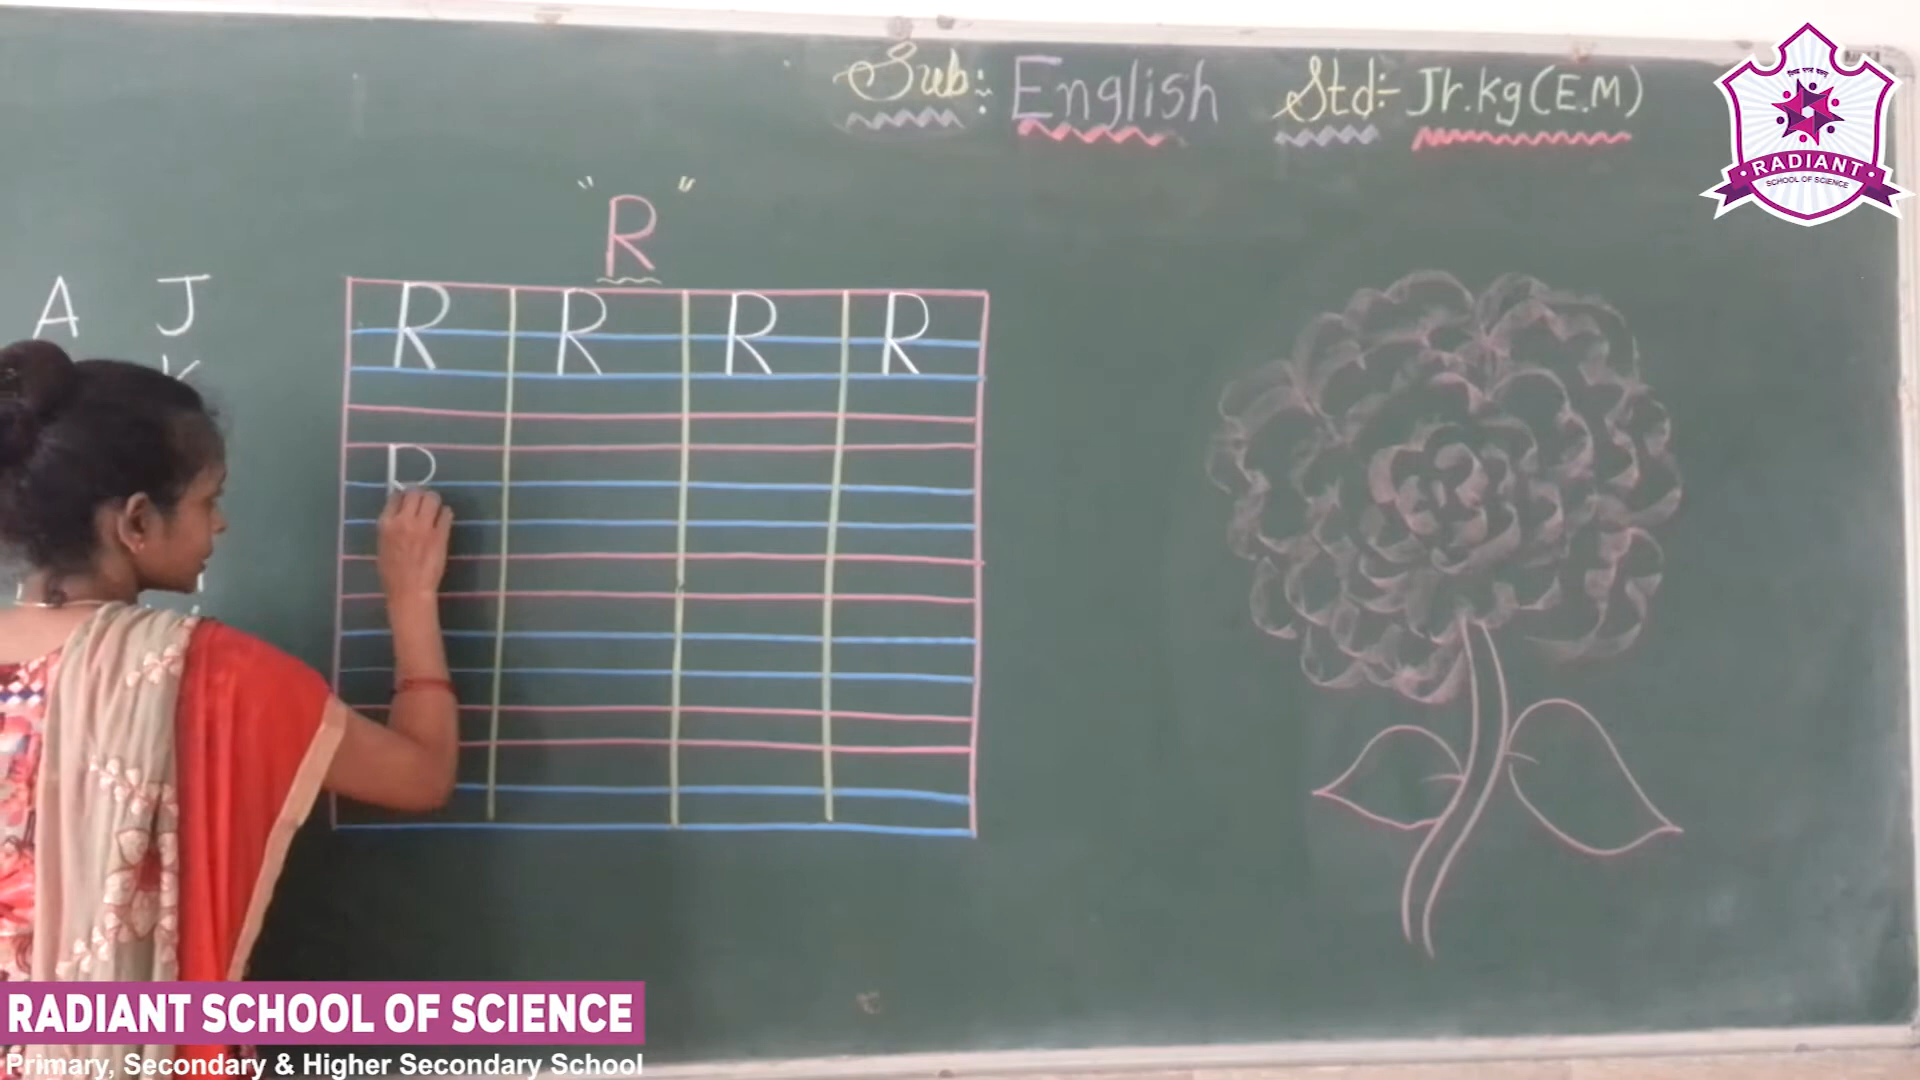 Sub:- English Std:- Jr.Kg(E.M)
RADIANT
SCHOOL OF SCIENCE
"R"
A J
K
R R R R
R
RADIANT SCHOOL OF SCIENCE
Primary, Secondary & Higher Secondary School